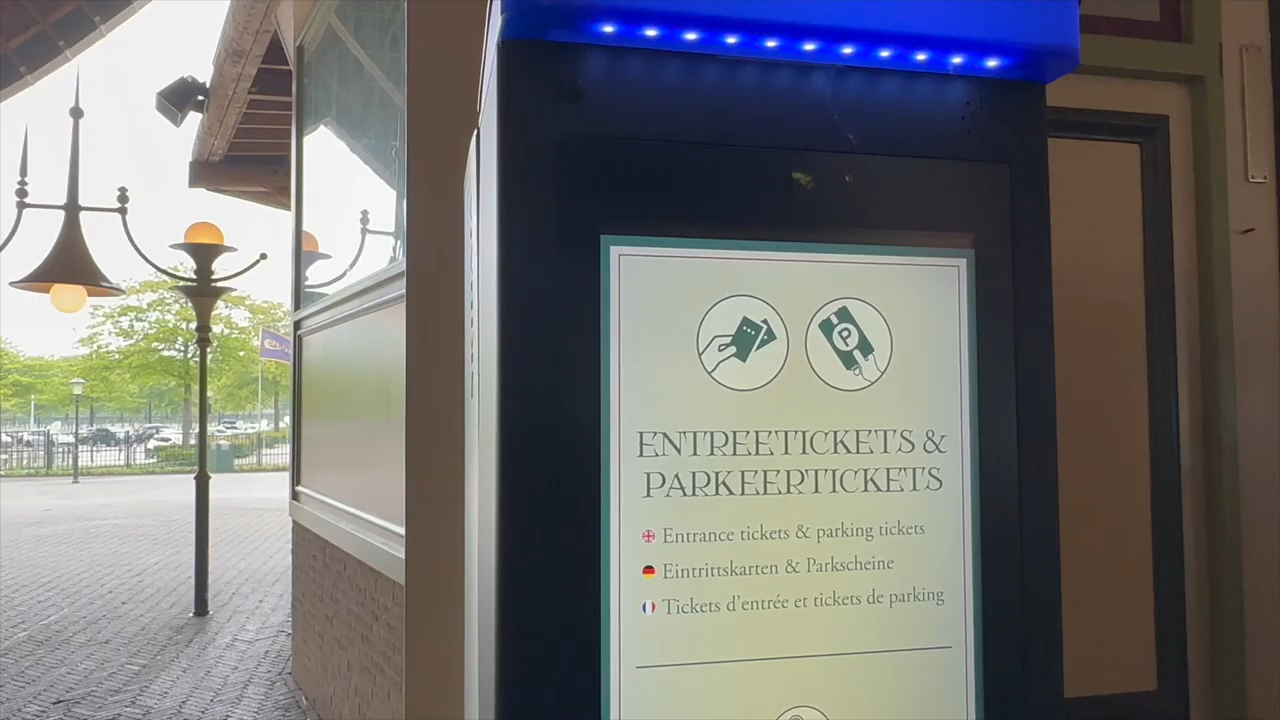 P
ENTREETICKETS &
PARKEERTICKETS
Entrance tickets & parking tickets
Eintrittskarten & Parkscheine
Tickets d'entrée et tickets de parking